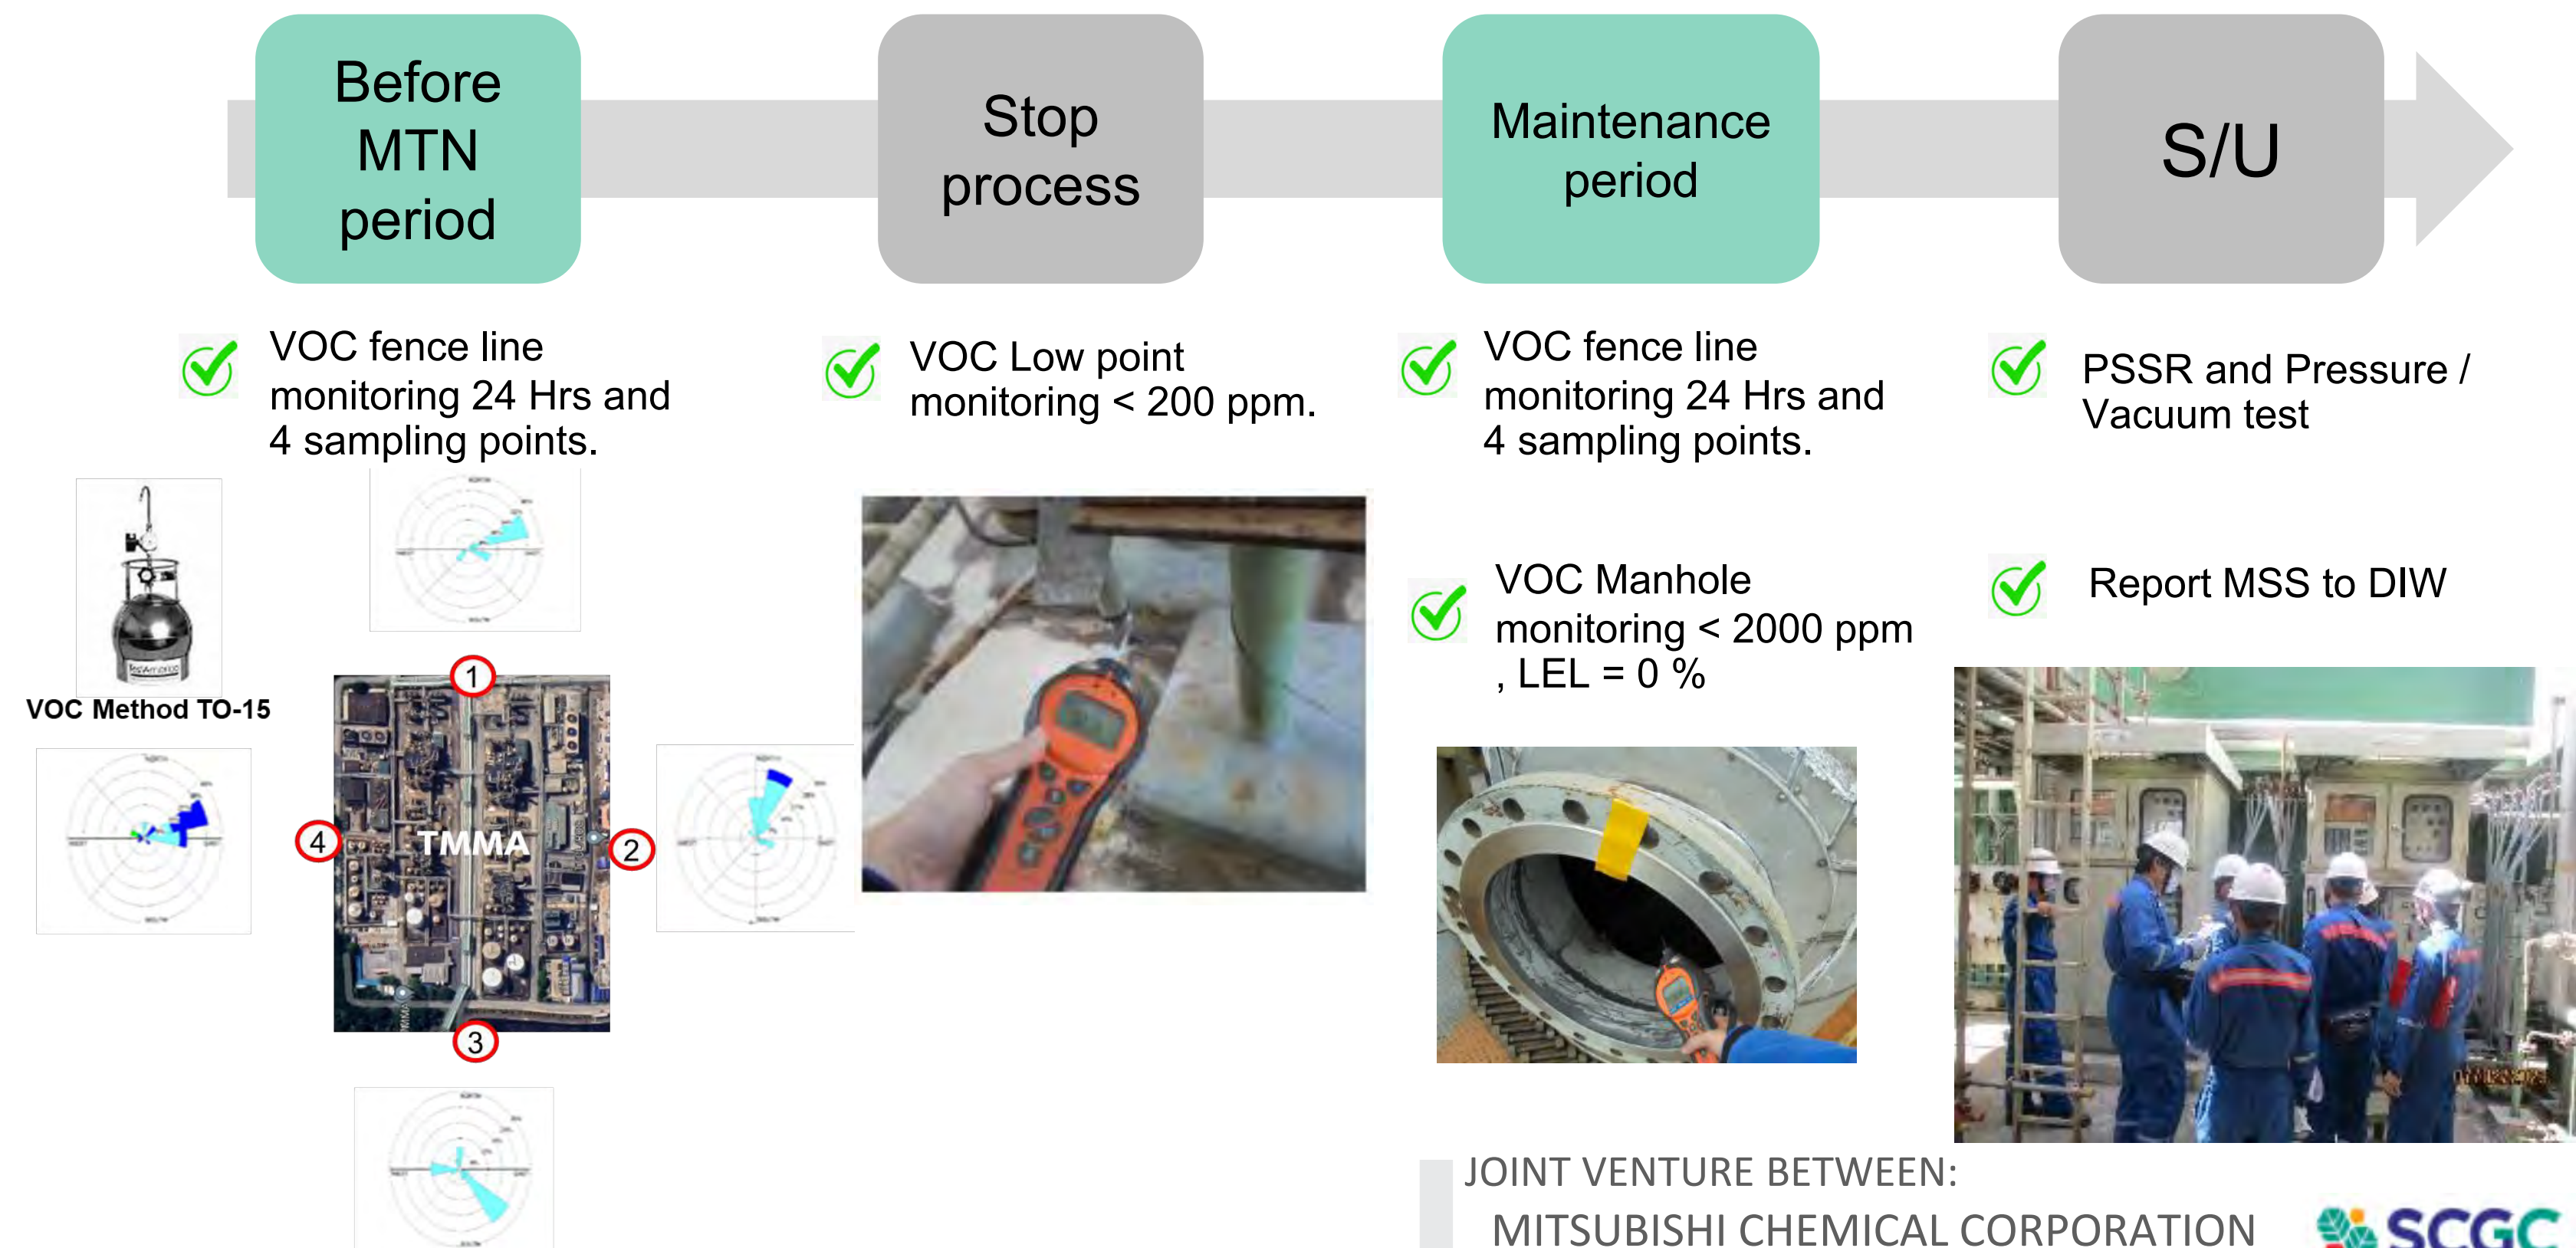 Before
MTN
period
Stop
process
Maintenance
period
S/U
VOC fence line
monitoring 24 Hrs and
4 sampling points.
VOC Low point
monitoring < 200 ppm.
VOC fence line
monitoring 24 Hrs and
4 sampling points.
VOC Manhole
monitoring < 2000 ppm
, LEL = 0 %
PSSR and Pressure /
Vacuum test
Report MSS to DIW
TestAmerica
VOC Method TO-15
1
2
3
4
TMMA
JOINT VENTURE BETWEEN:
MITSUBISHI CHEMICAL CORPORATION
SCGC